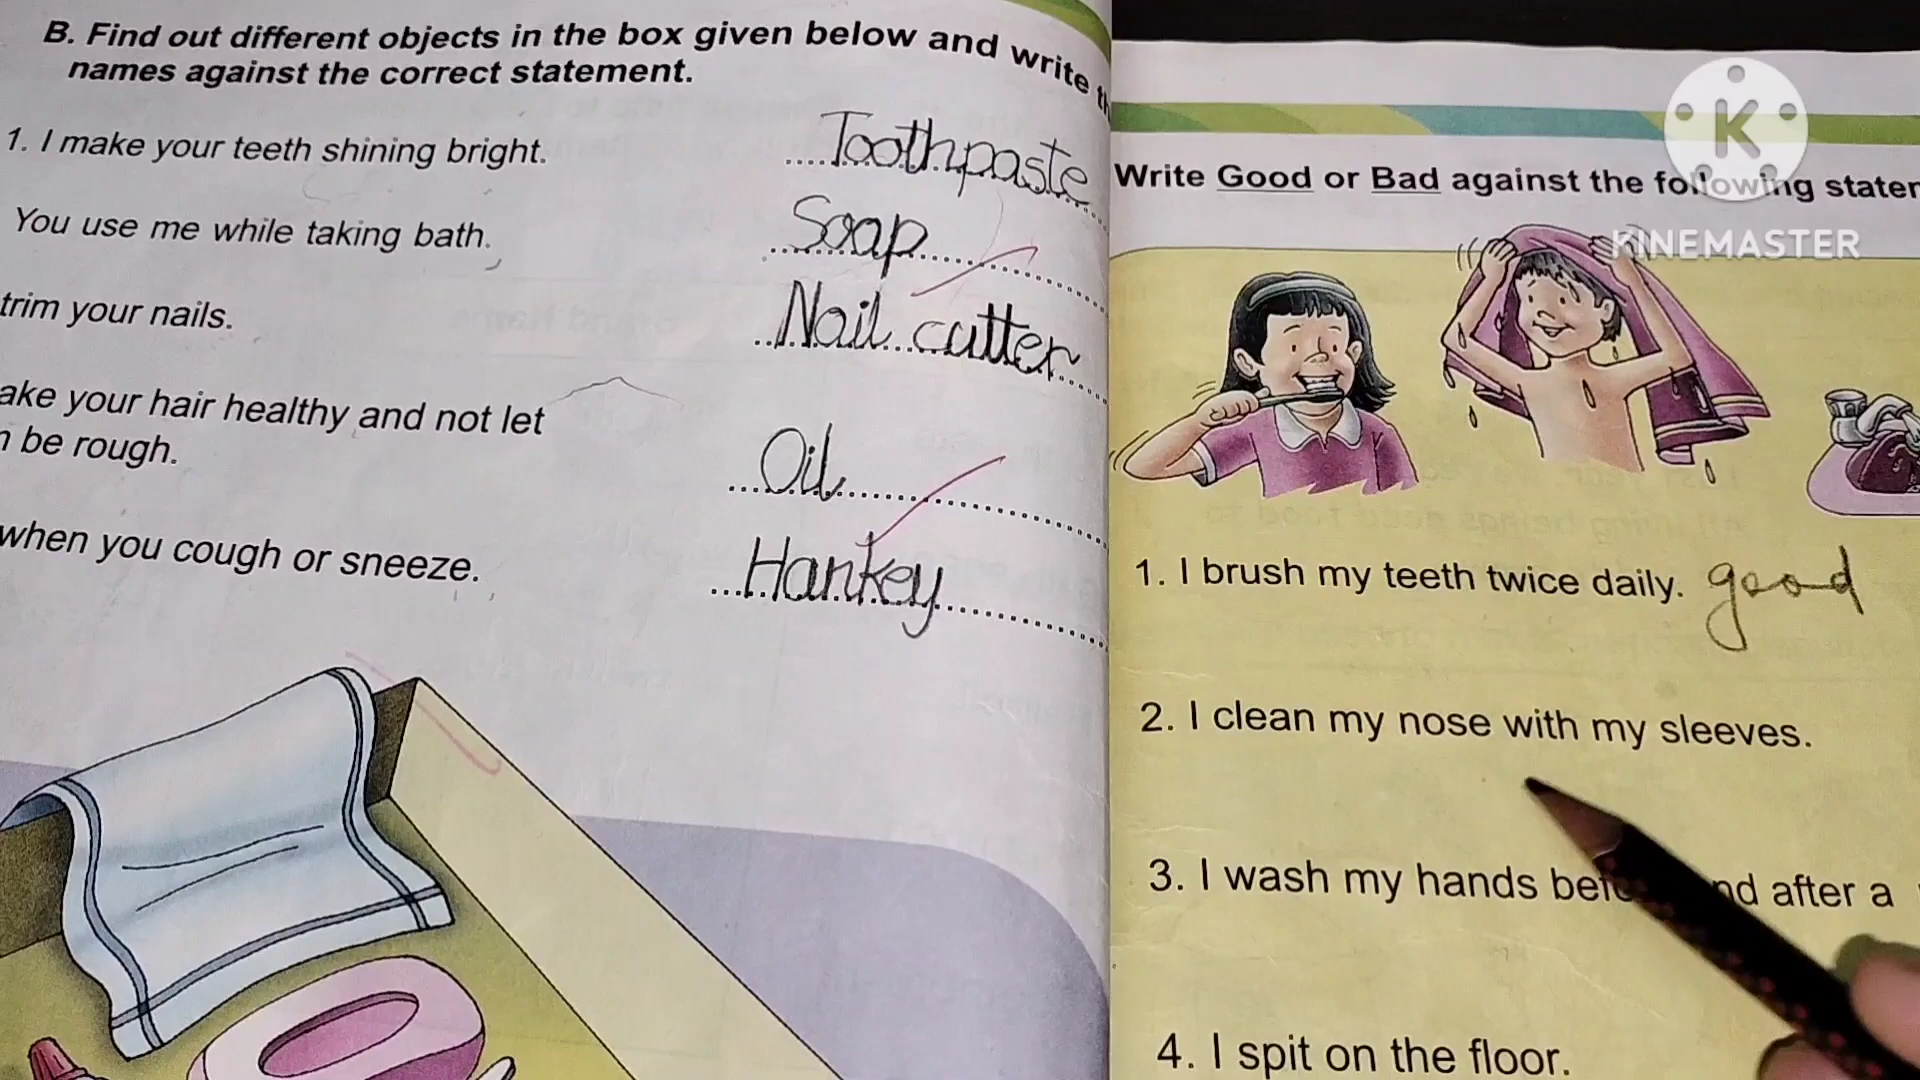 B. Find out different objects in the box given below and write
names against the correct statement.
1. I make your teeth shining bright. Toothpaste
You use me while taking bath. Soap
trim your nails. Nail cutter
ake your hair healthy and not let
be rough. Oil
when you cough or sneeze. Hankey
Write Good or Bad against the following
K
KINEMASTER
1. I brush my teeth twice daily. good
2. I clean my nose with my sleeves.
3. I wash my hands after a
4. I spit on the floor.